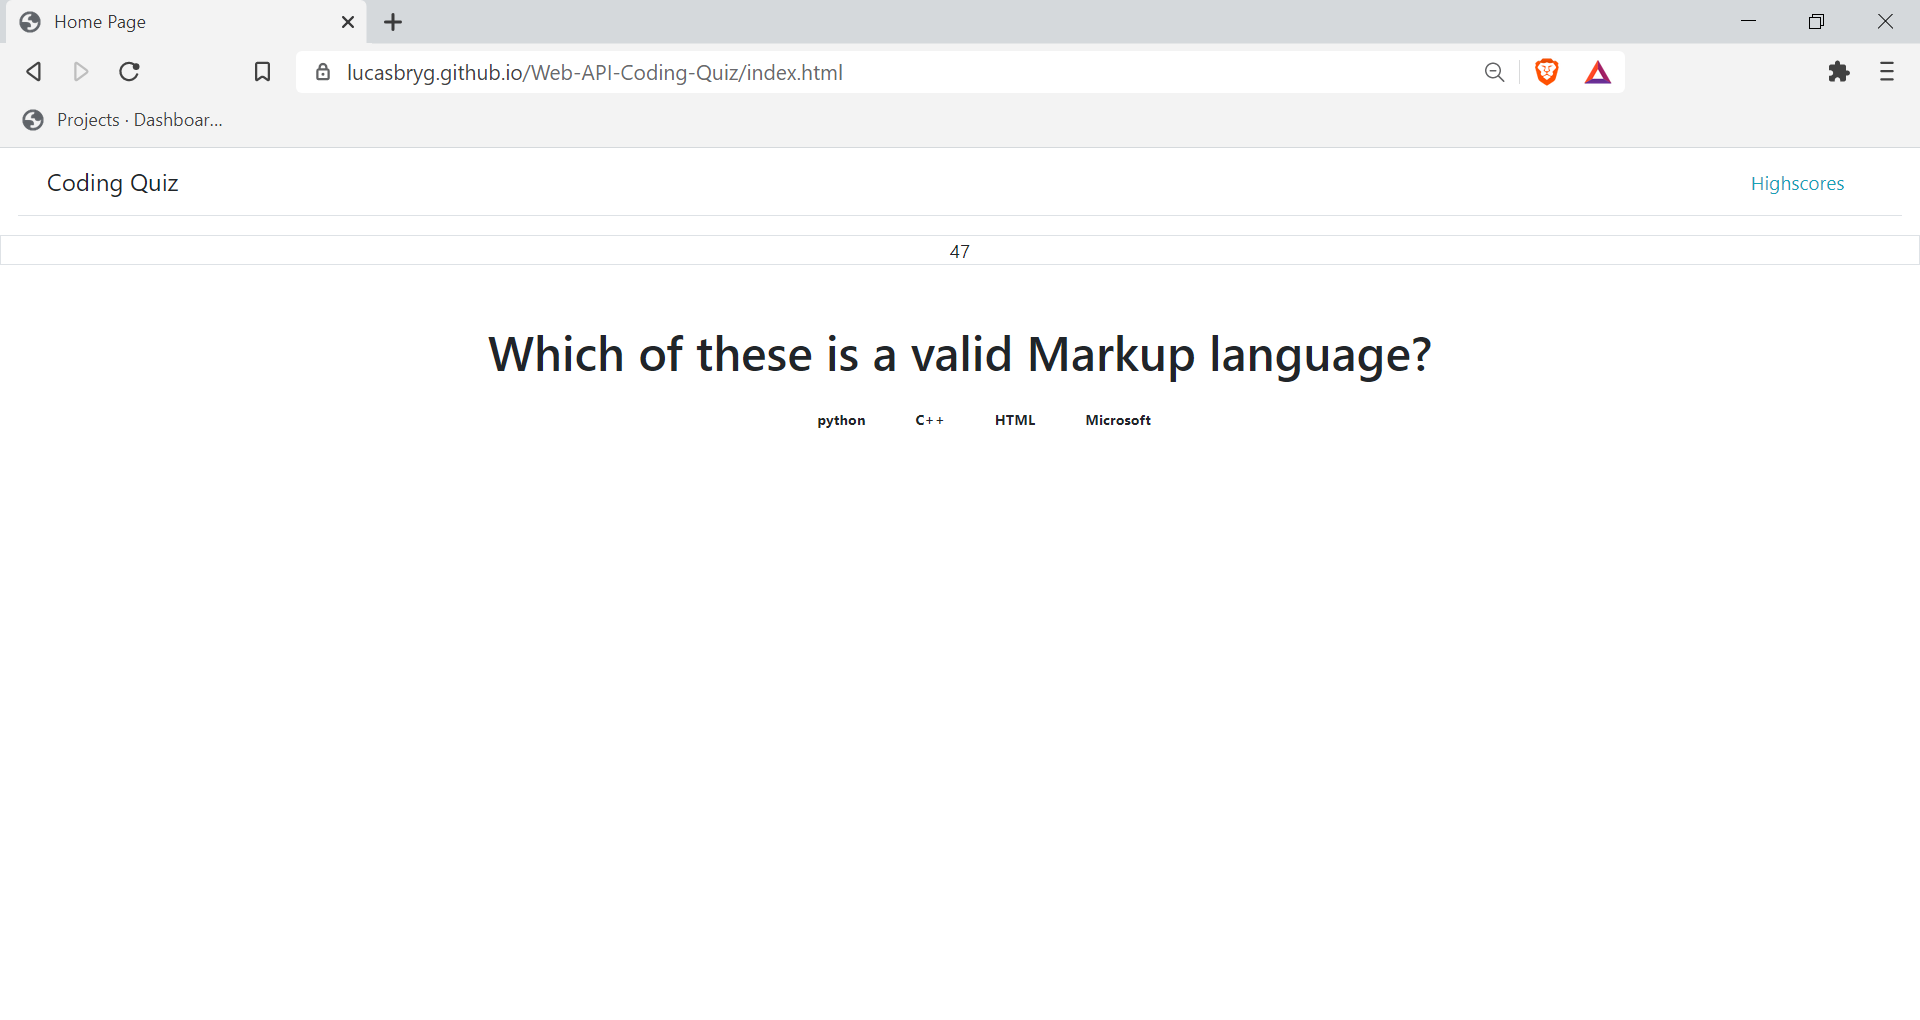 Home Page
lucasbryg.github.io/Web-API-Coding-Quiz/index.html
Projects · Dashboar...
Coding Quiz Highscores
47
Which of these is a valid Markup language?
python C++ HTML Microsoft